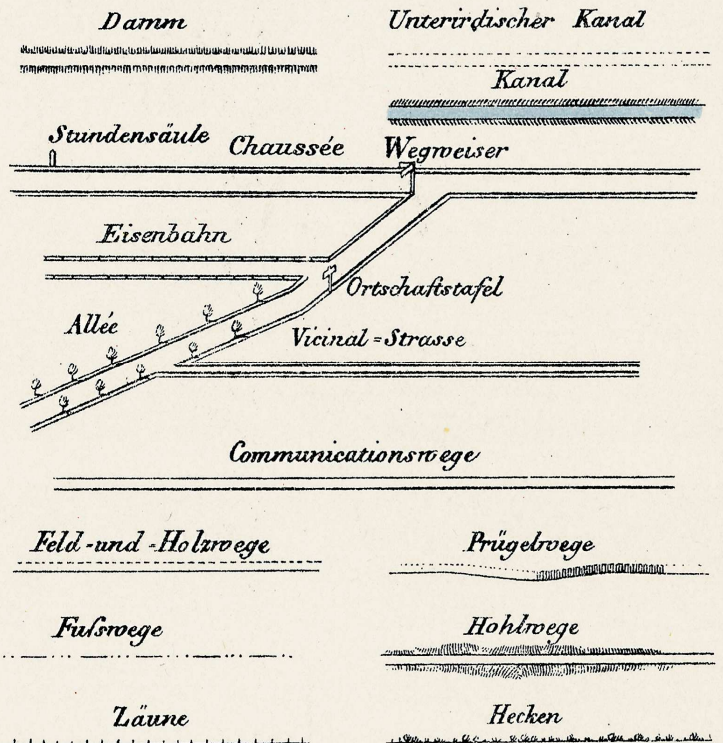 Damm
Unterirdischer Kanal
Kanal
Stundensäule
Chaussée
Wegweiser
Eisenbahn
Ortschaftstafel
Allée
Vicinal=Strasse
Communicationswege
Feld-und-Holzwege
Prügelwege
Fußwege
Hohlwege
Zäune
Hecken